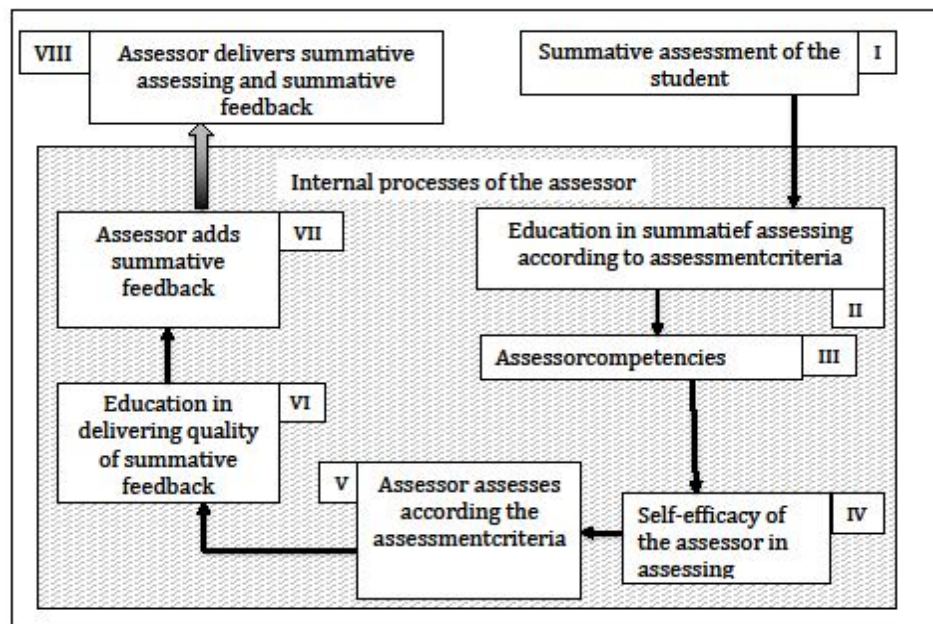 VIII
Assessor delivers summative
assessing and summative
feedback
Summative assessment of the
student
I
Internal processes of the assessor
Assessor adds
summative
feedback
VII
Education in summatief assessing
according to assessmentcriteria
II
Assessorcompetencies
III
Education in
delivering quality
of summative
feedback
VI
V
Assessor assesses
according the
assessmentcriteria
Self-efficacy of
the assessor in
assessing
IV